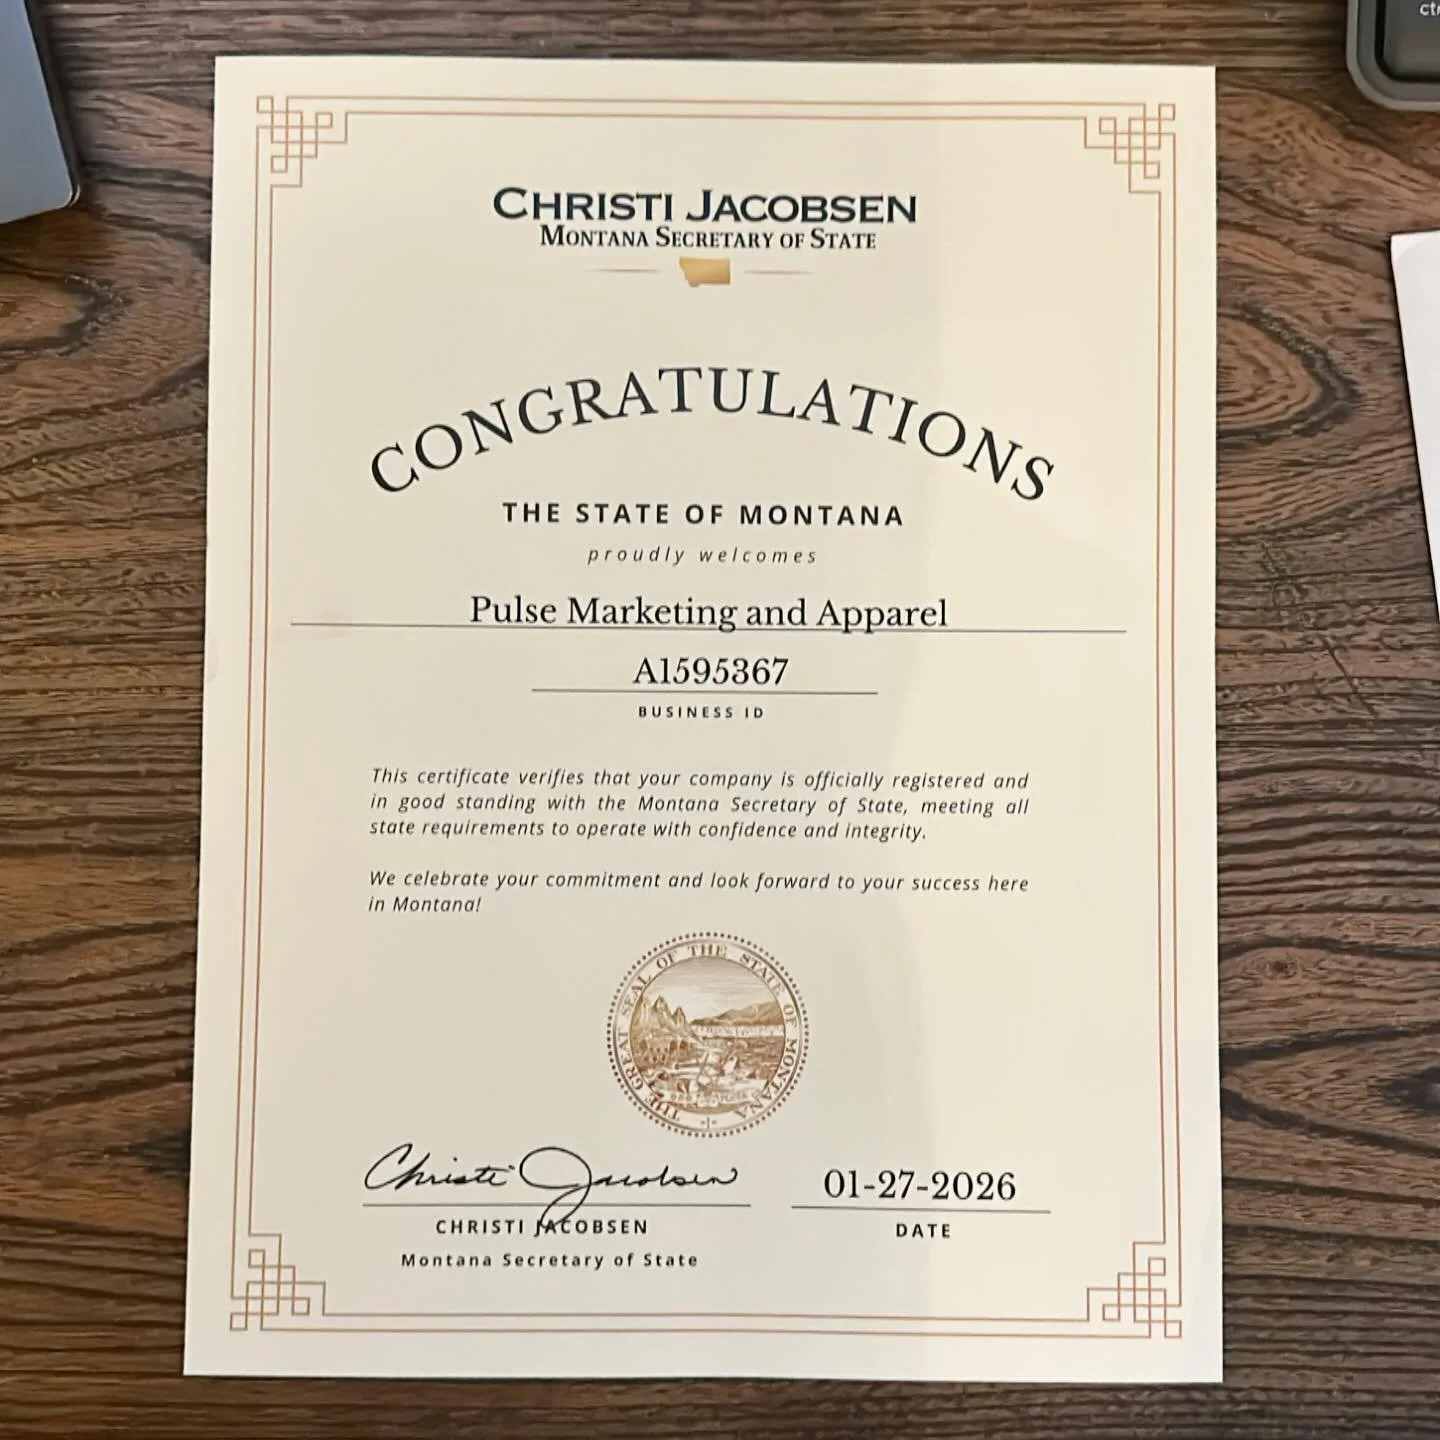 ctr
CHRISTI JACOBSEN
MONTANA SECRETARY OF STATE
CONGRATULATIONS
THE STATE OF MONTANA
proudly welcomes
Pulse Marketing and Apparel
A1595367
BUSINESS ID
This certificate verifies that your company is officially registered and
in good standing with the Montana Secretary of State, meeting all
state requirements to operate with confidence and integrity.
We celebrate your commitment and look forward to your success here
in Montana!
THE GREAT SEAL OF THE STATE OF MONTANA
Christi Jacobsen
01-27-2026
CHRISTI JACOBSEN
DATE
Montana Secretary of State